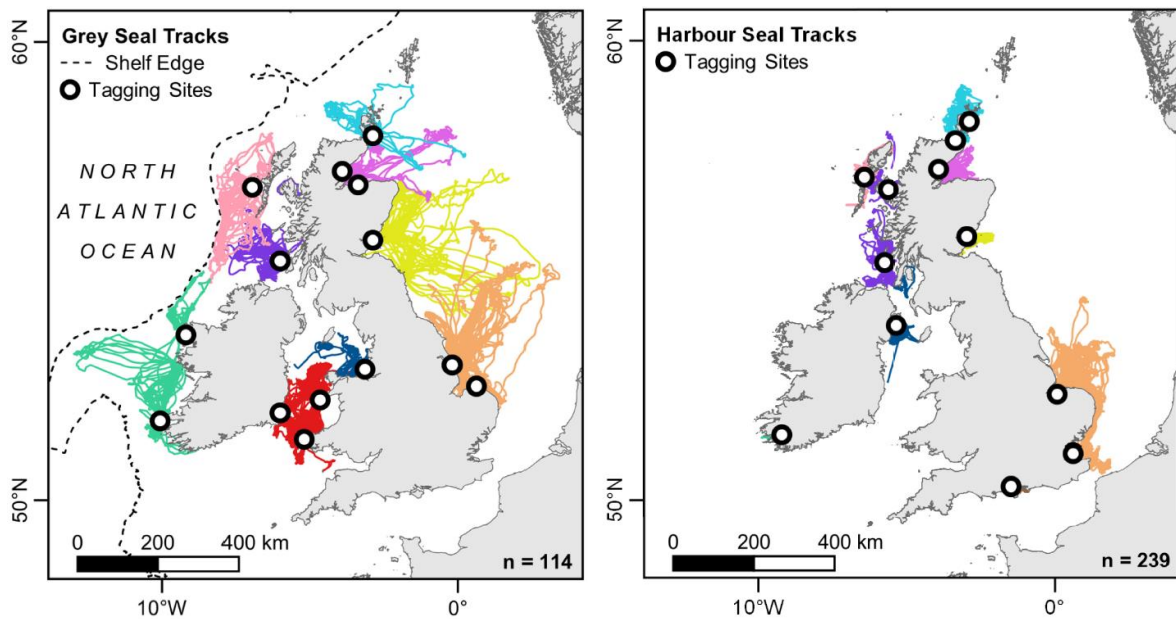 60°N
Grey Seal Tracks
Shelf Edge
Tagging Sites
NORTH
ATLANTIC
OCEAN
50°N
0 200 400 km
n = 114
10°W 0°
60°N
Harbour Seal Tracks
Tagging Sites
50°N
0 200 400 km
n = 239
10°W 0°